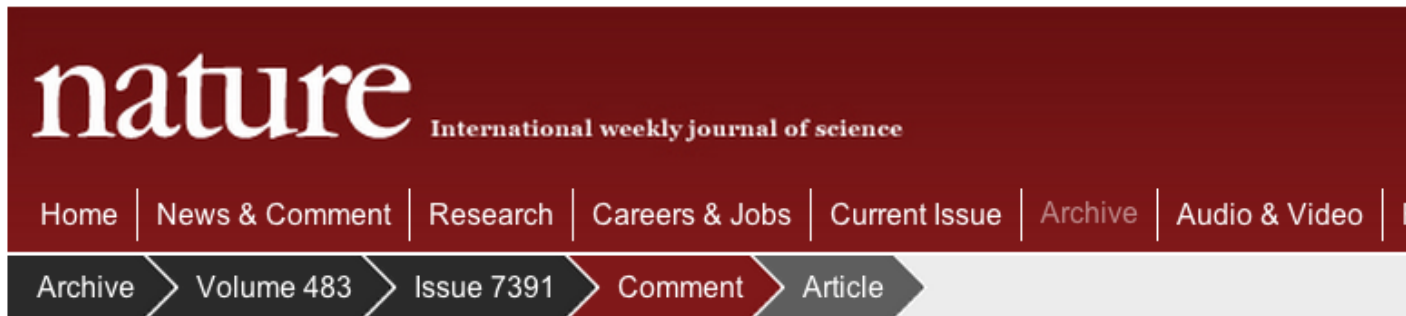 nature International weekly journal of science
Home News & Comment Research Careers & Jobs Current Issue Archive Audio & Video
Archive Volume 483 Issue 7391 Comment Article